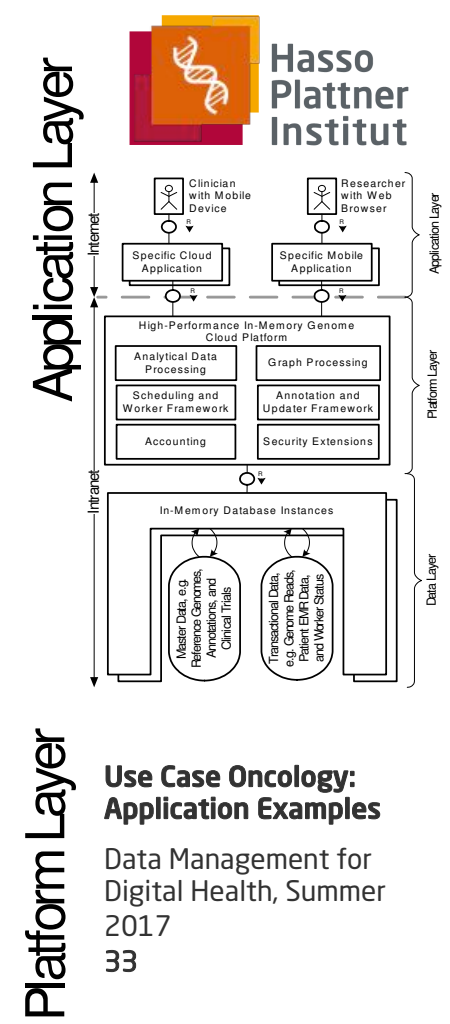 Application Layer
Hasso
Plattner
Institut
Internet
Clinician
with Mobile
Device
Researcher
with Web
Browser
R
R
Specific Cloud
Application
Specific Mobile
Application
Application Layer
R
R
Intranet
High-Performance In-Memory Genome
Cloud Platform
Analytical Data
Processing
Graph Processing
Scheduling and
Worker Framework
Annotation and
Updater Framework
Accounting
Security Extensions
Platform Layer
R
In-Memory Database Instances
Master Data, e.g.
Reference Genomes,
Annotations, and
Clinical Trials
Transactional Data,
e.g. Genome Reads,
Patient EMR Data,
and Worker Status
Data Layer
Platform Layer
Use Case Oncology:
Application Examples
Data Management for
Digital Health, Summer
2017
33